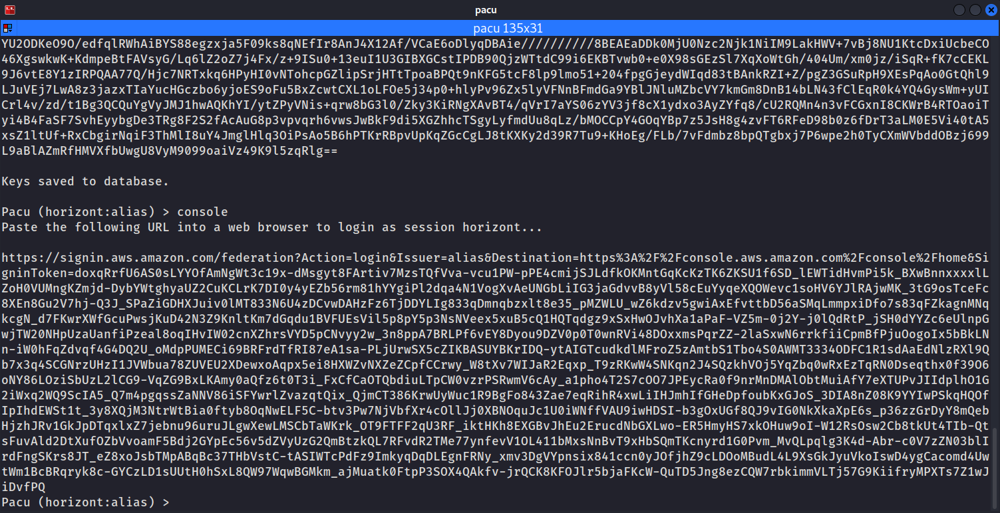 pacu
pacu 135x31
YU2ODKeO9O/edfqlRWhAiBYS88egzxja5F09ks8qNEfIr8AnJ4X12Af/VCaE6oDlyqDBAie//////////8BEAEaDDk0MjU0Nzc2Njk1NiIM9LakHWV+7vBj8NU1KtcDxiUcbeCO
46XgswkwK+KdmpeBtFAVsyG/Lq6lZ2oZ7j4Fx/z+9ISu0+13euI1U3GIBXGCstIPDB90QjzWTtdC99i6EKBTvwb0+e0X98sGEzSl7XqXoWtGh/404Um/xm0jz/iSqR+fK7cCEKL
9J6vtE8Y1zIRPQAA77Q/Hjc7NRTxkq6HPyHI0vNTohcpGZlipSrjHTtTpoaBPQt9nKFG5tcF8lp9lmo51+204fpgGjeydWIqd83tBAnkRZI+Z/pgZ3GSuRpH9XEsPqAo0GtQhl9
LJuVEj7LwA8z3jazxTIaYucHGczbo6yjoES9oFu5BxZcwtCXL1oLFOe5j34p0+hlyPv96Zx5lyVFNnBFmdGa9YBlJNluMZbcVY7kmGm8DnB14bLN43fClEqR0k4YQ4GysWm+yUI
Crl4v/zd/t1Bg3QCQuYgVyJMJ1hwAQKhYI/ytZPyVNis+qrw8bG3l0/Zky3KiRNgXAvBT4/qVrI7aYS06zYV3jf8cX1ydxo3AyZYfq8/cU2RQMn4n3vFCGxnI8CKWrB4RTOaoiT
yi4B4FaSF7SvhEyybgDe3TRg8F2S2fAcAuG8p3vpvqrh6vwsJwBkF9di5XGZhhcTSgyLyfmdUu8qLz/bMOCCpY4GOqYBp7z5JsH8g4zvFT6RFeD98b0z6fDrT3aLM0E5Vi40tA5
xsZ1ltUf+RxCbgirNqiF3ThMlI8uY4JmglHlq3OiPsAo5B6hPTKrRBpvUpKqZGcCgLJ8tKXKy2d39R7Tu9+KHoEg/FLb/7vFdmbz8bpQTgbxj7P6wpe2h0TyCXmWVbddOBzj699
L9aBlAZmRfHMVXfbUwgU8VyM9099oaiVz49K9l5zqRlg==
Keys saved to database.
Pacu (horizont:alias) > console
Paste the following URL into a web browser to login as session horizont...
https://signin.aws.amazon.com/federation?Action=login&Issuer=alias&Destination=https%3A%2F%2Fconsole.aws.amazon.com%2Fconsole%2Fhome&Si
gninToken=doxqRrfU6AS0sLYYOfAmNgWt3c19x-dMsgyt8FArtiv7MzsTQfVva-vcu1PW-pPE4cmijSJLdfkOKMntGqKcKzTK6ZKSU1f6SD_lEWTidHvmPi5k_BXwBnnxxxxlL
ZoH0VUMngKZmjd-DybYWtghyaUZ2CuKCLrK7DI0y4yEZb56rm81hYYgiPl2dqa4N1VogXvAeUNGbLiIG3jaGdvvB8yVl58cEuYyqeXQOWevc1soHV6YJlRAjwMK_3tG9osTceFc
8XEn8Gu2V7hj-Q3J_SPaZiGDHXJuiv0lMT833N6U4zDCvwDAHzFz6TjDDYLIg833qDmnqbzxlt8e35_pMZWLU_wZ6kdzv5gwiAxEfvttbD56aSMqLmmpxiDfo7s83qFZkagnMNq
kcgN_d7FKwrXWfGcuPwsjKuD42N3Z9KnltKm7dGqdu1BVFUEsVil5p8pY5p3NsNVeex5xuB5cQ1HQTqdgz9xSxHwOJvhXa1aPaF-VZ5m-0j2Y-j0lQdRtP_jSH0dYYZc6eUlnpG
wjTW20NHpUzaUanfiPzeal8oqIHvIW02cnXZhrsVYD5pCNvyy2w_3n8ppA7BRLPf6vEY8Dyou9DZV0p0T0wnRVi48DOxxmsPqrZZ-2laSxwN6rrkfiiCpmBfPjuOogoIx5bBkLN
n-iW0hFqZdvqf4G4DQ2U_oMdpPUMECi69BRFrdTfRI87eA1sa-PLjUrwSX5cZIKBASUYBKrIDQ-ytAIGTcudkdlMFroZ5zAmtbS1Tbo4S0AWMT3334ODFC1R1sdAaEdNlzRXl9Q
b7x3q4SCGNrzUHzI1JVWbua78ZUVEU2XDewxoAqpx5ei8HXWZvNXZeZCpfCCrwy_W8tXv7WIJaR2Eqxp_T9zRKwW4SNKqn2J4SQzkhVOj5YqZbq0wRxEzTqRN0Dseqthx0f39O6
oNY86LOziSbUzL2lCG9-VqZG9BxLKAmy0aQfz6t0T3i_FxCfCaOTQbdiuLTpCW0vzrPSRwmV6cAy_a1pho4T2S7cOO7JPEycRa0f9nrMnDMAlObtMuiAfY7eXTUPvJIIdplhO1G
2iWxq2WQ9ScIA5_Q7m4pgqssZaNNV86iSFYwrlZvazqtQix_QjmCT386KrwUyWuc1R9BgFo843Zae7eqRihR4xwLiIHJmhIfGHeDpfoubKxGJoS_3DIA8nZ08K9YYIwPSkqHQOf
IpIhdEWSt1t_3y8XQjM3NtrWtBia0ftyb8OqNwELF5C-btv3Pw7NjVbfXr4cOllJj0XBNOquJc1U0iWNffVAU9iwHDSI-b3gOxUGf8QJ9vIG0NkXkaXpE6s_p36zzGrDyY8mQeb
HjzhJRv1GkJpDTqxlxZ7jebnu96uruJLgwXewLMSCbTaWKrk_OT9FTFF2qU3RF_iktHKh8EXGBvJhEu2ErucdNbGXLwo-ER5HmyHS7xkOHuw9oI-W12RsOsw2Cb8tkUt4TIb-Qt
sFuvAld2DtXufOZbVvoamF5Bdj2GYpEc56v5dZVyUzG2QmBtzkQL7RFvdR2TMe77ynfevV1OL411bMxsNnBvT9xHbSQmTKcnyrd1G0Pvm_MvQLpqlg3K4d-Abr-c0V7zZN03blI
rdFngSKrs8JT_eZ8xoJsbTMpABqBc37THbVstC-tASIWTcPdFz9ImkyqDqDLEgnFRNy_xmv3DgVYpnsix841ccn0yJOfjhZ9cLDOoMBudL4L9XsGkJyuVkoIswD4ygCacomd4Uw
tWm1BcBRqryk8c-GYCzLD1sUUtH0hSxL8QW97WqwBGMkm_ajMuatk0FtpP3SOX4QAkfv-jrQCK8KFOJlr5bjaFKcW-QuTD5Jng8ezCQW7rbkimmVLTj57G9KiifryMPXTs7Z1wJ
iDvfPQ
Pacu (horizont:alias) >